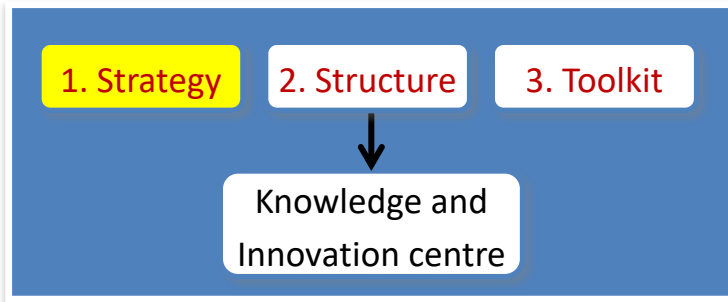 1. Strategy
2. Structure
3. Toolkit
Knowledge and
Innovation centre